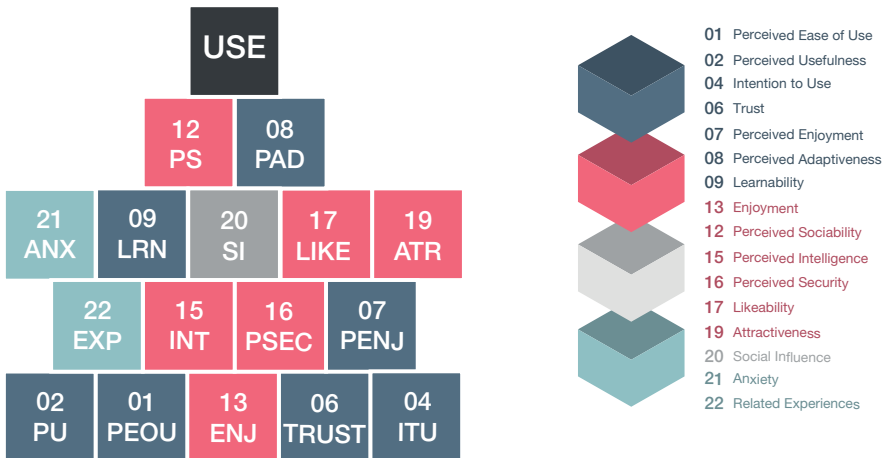 USE
12
PS
08
PAD
21
ANX
09
LRN
20
SI
17
LIKE
19
ATR
22
EXP
15
INT
16
PSEC
07
PENJ
02
PU
01
PEOU
13
ENJ
06
TRUST
04
ITU
01 Perceived Ease of Use
02 Perceived Usefulness
04 Intention to Use
06 Trust
07 Perceived Enjoyment
08 Perceived Adaptiveness
09 Learnability
13 Enjoyment
12 Perceived Sociability
15 Perceived Intelligence
16 Perceived Security
17 Likeability
19 Attractiveness
20 Social Influence
21 Anxiety
22 Related Experiences